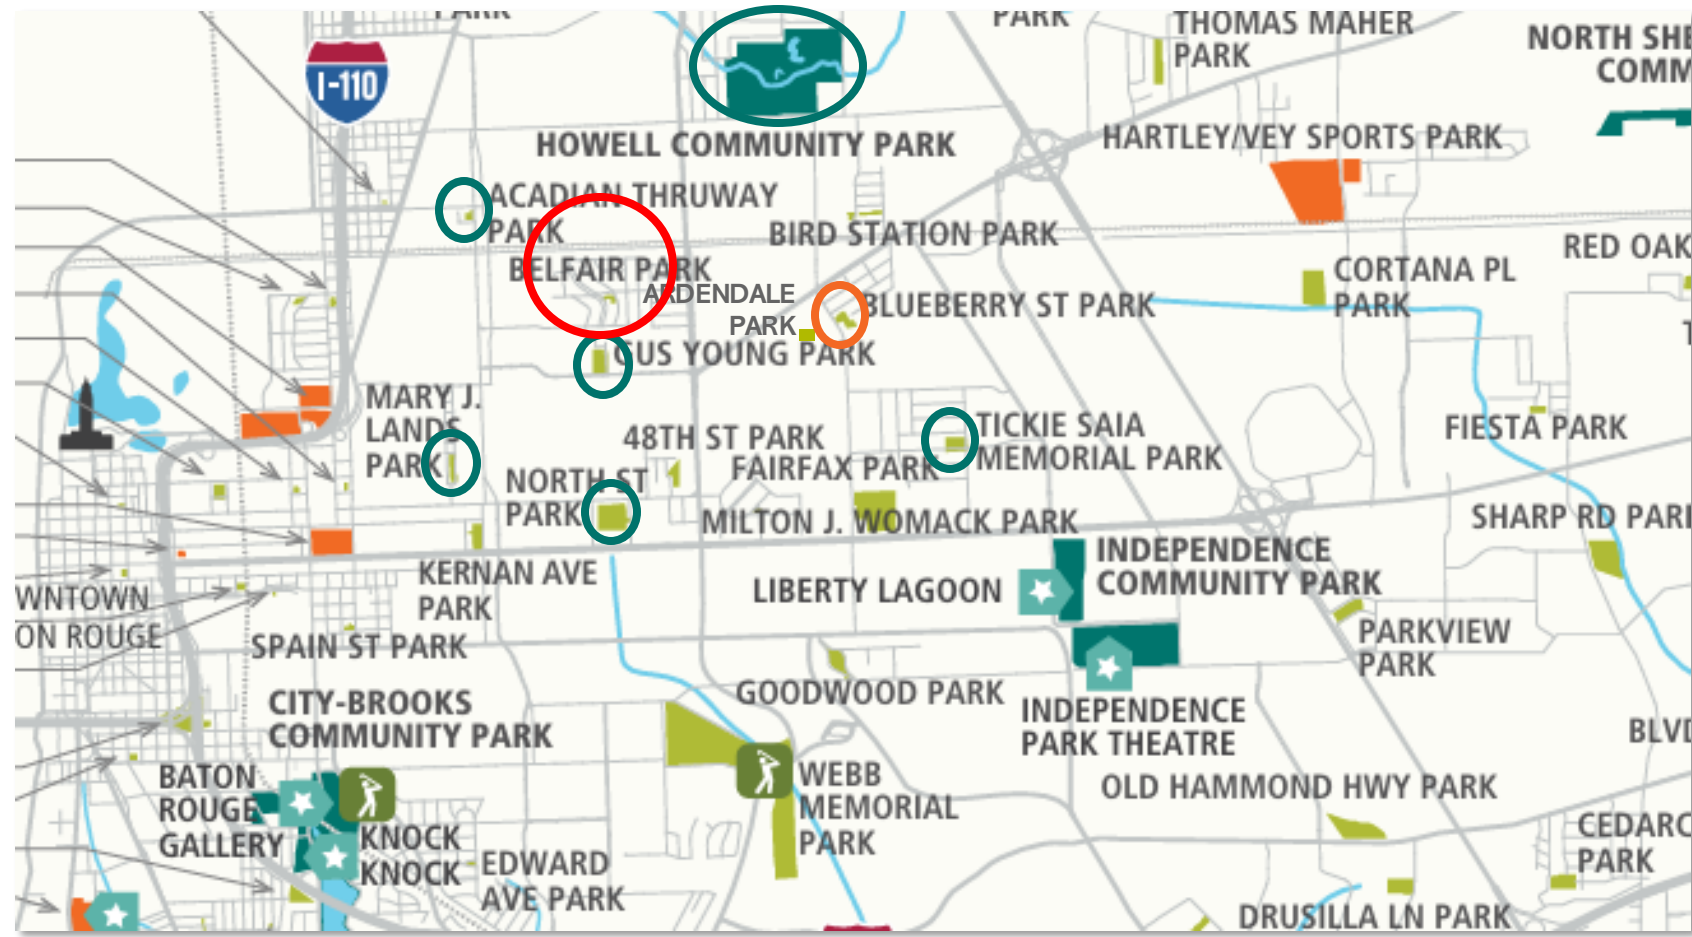 PARK
PARK
THOMAS MAHER
PARK
NORTH SHE
COMM
I-110
HOWELL COMMUNITY PARK
HARTLEY/VEY SPORTS PARK
ACADIAN THRUWAY
PARK
BIRD STATION PARK
RED OAK
BELFAIR PARK
CORTANA PL
PARK
ARDENDALE
PARK
BLUEBERRY ST PARK
GUS YOUNG PARK
MARY J.
LANDS
PARK
48TH ST PARK
TICKIE SAIA
MEMORIAL PARK
FIESTA PARK
FAIRFAX PARK
NORTH ST
PARK
MILTON J. WOMACK PARK
SHARP RD PARK
INDEPENDENCE
COMMUNITY PARK
KERNAN AVE
PARK
LIBERTY LAGOON
WNTOWN
ON ROUGE
SPAIN ST PARK
PARKVIEW
PARK
GOODWOOD PARK
CITY-BROOKS
COMMUNITY PARK
INDEPENDENCE
PARK THEATRE
BLVD
BATON
ROUGE
GALLERY
WEBB
MEMORIAL
PARK
OLD HAMMOND HWY PARK
KNOCK
KNOCK
EDWARD
AVE PARK
CEDARC
PARK
DRUSILLA LN PARK